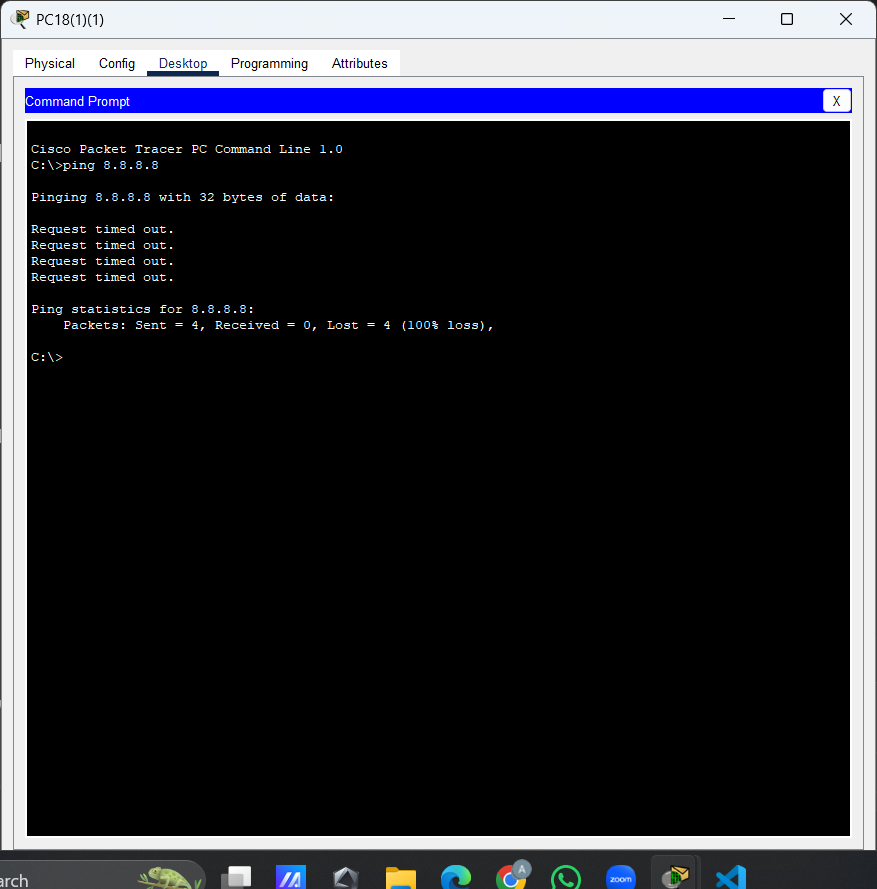 PC18(1)(1)
Physical Config Desktop Programming Attributes
Command Prompt X
Cisco Packet Tracer PC Command Line 1.0
C:\>ping 8.8.8.8
Pinging 8.8.8.8 with 32 bytes of data:
Request timed out.
Request timed out.
Request timed out.
Request timed out.
Ping statistics for 8.8.8.8:
Packets: Sent = 4, Received = 0, Lost = 4 (100% loss),
C:\>
arch A zoom